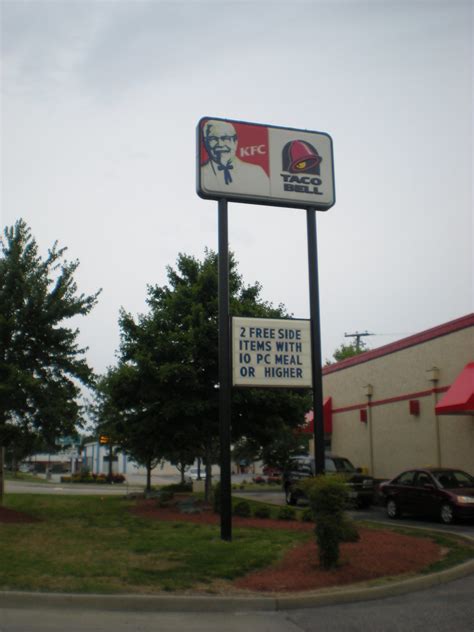 KFC
TACO
BELL
2 FREE SIDE
ITEMS WITH
10 PC MEAL
OR HIGHER